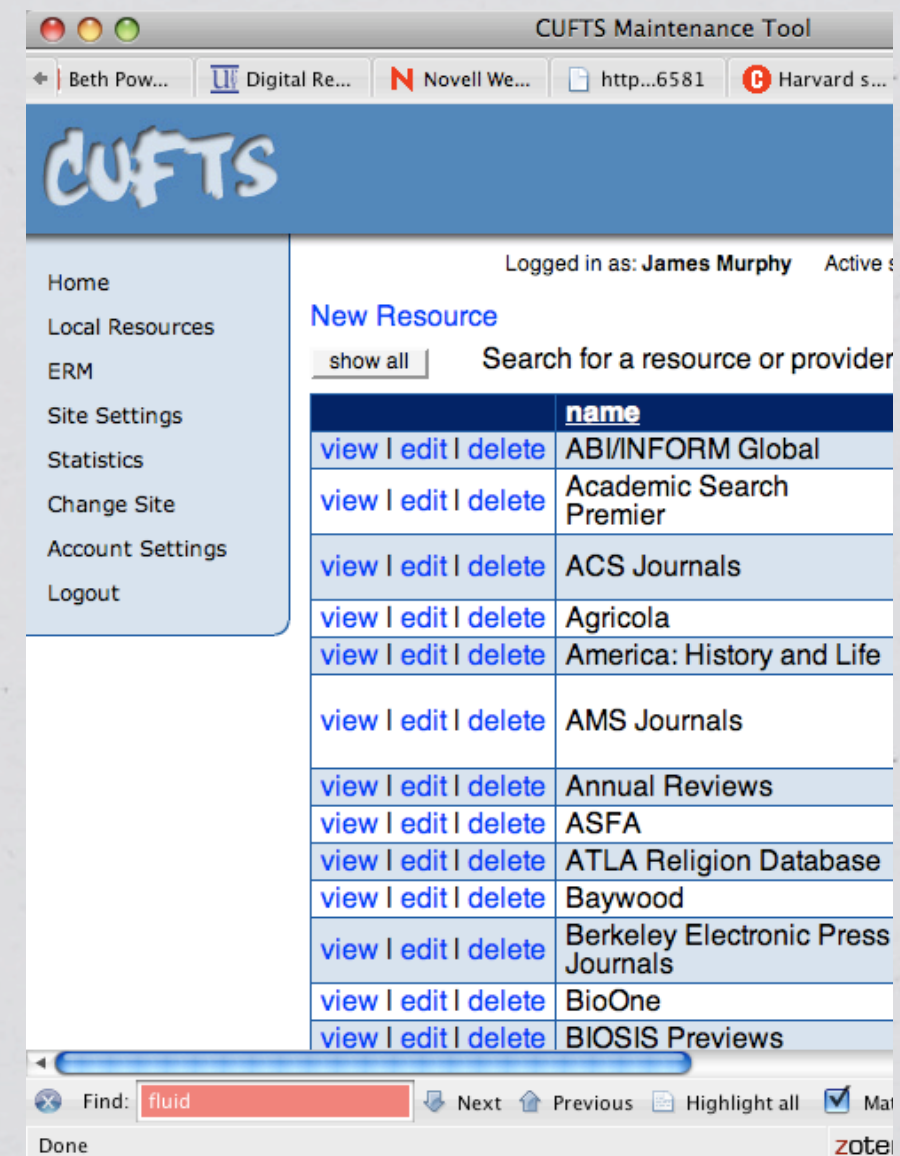 CUFTS Maintenance Tool
Beth Pow... Digital Re... Novell We... http...6581 Harvard s...
CUFTS
Logged in as: James Murphy Active s
Home
Local Resources
ERM
Site Settings
Statistics
Change Site
Account Settings
Logout
New Resource
show all Search for a resource or provider
name
view | edit | delete ABI/INFORM Global
view | edit | delete Academic Search
Premier
view | edit | delete ACS Journals
view | edit | delete Agricola
view | edit | delete America: History and Life
view | edit | delete AMS Journals
view | edit | delete Annual Reviews
view | edit | delete ASFA
view | edit | delete ATLA Religion Database
view | edit | delete Baywood
view | edit | delete Berkeley Electronic Press
Journals
view | edit | delete BioOne
view | edit | delete BIOSIS Previews
Find: fluid Next Previous Highlight all Mat
Done zoter